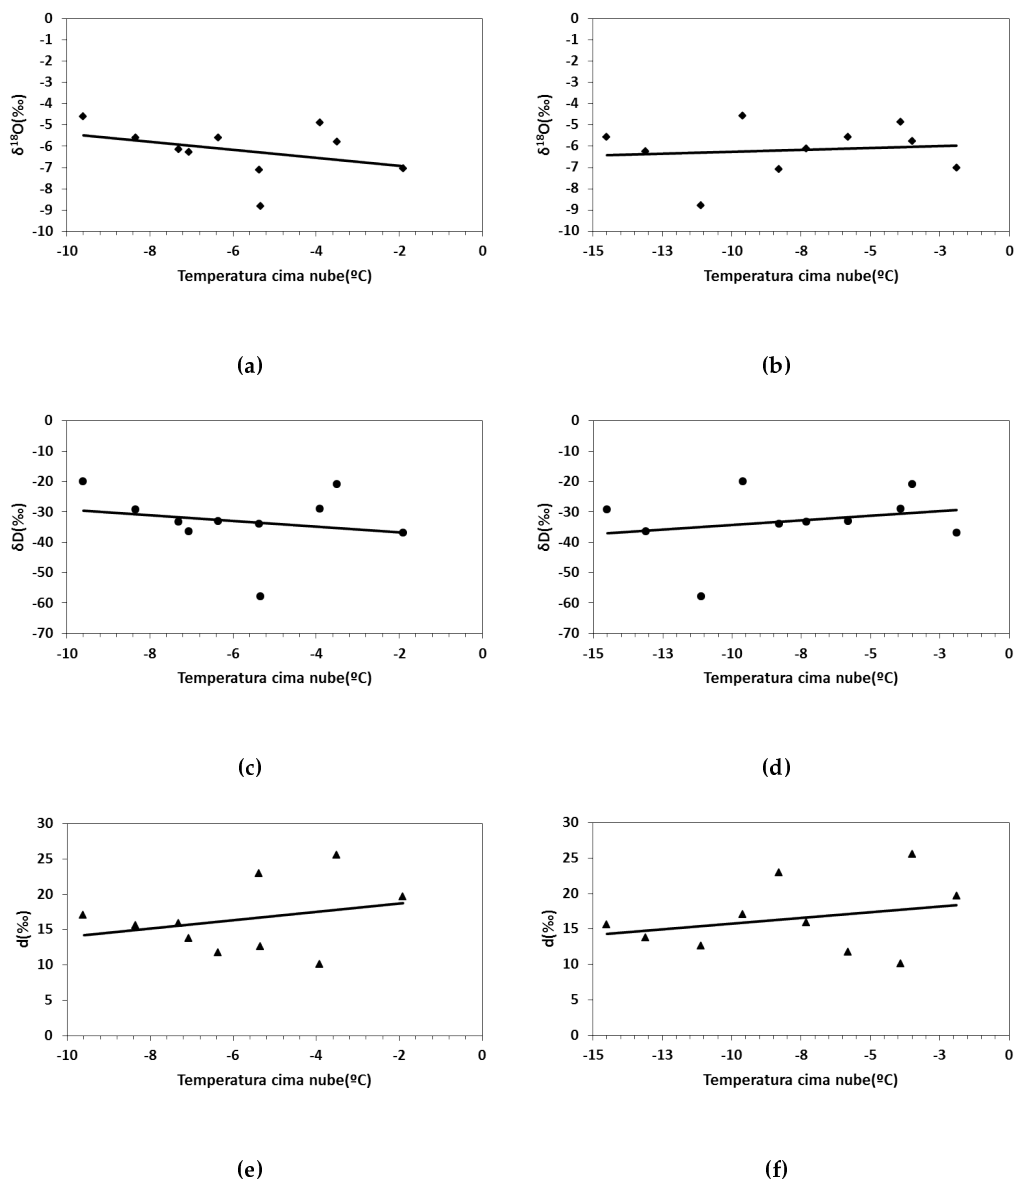 0
-1
-2
-3
-4
-5
-6
-7
-8
-9
-10
δ18O(‰)
-10 -8 -6 -4 -2 0
Temperatura cima nube(ºC)
(a)
0
-1
-2
-3
-4
-5
-6
-7
-8
-9
-10
δ18O(‰)
-15 -13 -10 -8 -5 -3 0
Temperatura cima nube(ºC)
(b)
0
-10
-20
-30
-40
-50
-60
-70
δD(‰)
-10 -8 -6 -4 -2 0
Temperatura cima nube(ºC)
(c)
0
-10
-20
-30
-40
-50
-60
-70
δD(‰)
-15 -13 -10 -8 -5 -3 0
Temperatura cima nube(ºC)
(d)
30
25
20
15
10
5
0
d(‰)
-10 -8 -6 -4 -2 0
Temperatura cima nube(ºC)
(e)
30
25
20
15
10
5
0
d(‰)
-15 -13 -10 -8 -5 -3 0
Temperatura cima nube(ºC)
(f)